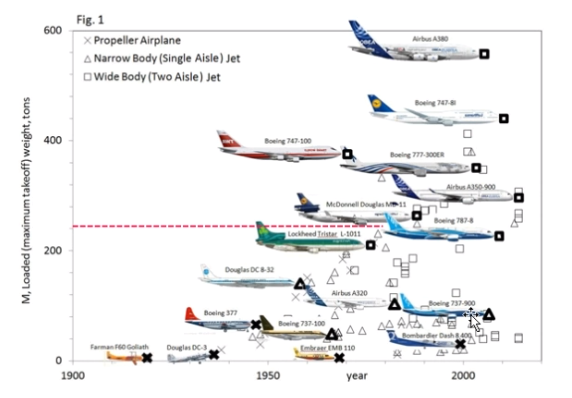 Fig. 1
600
Propeller Airplane
Narrow Body (Single Aisle) Jet
Wide Body (Two Aisle) Jet
Airbus A380
Boeing 747-8I
400
Boeing 747-100
Boeing 777-300ER
Airbus A350-900
McDonnell Douglas MD-11
Boeing 787-8
Lockheed Tristar L-1011
200
Douglas DC 8-32
Airbus A320
Boeing 737-900
Boeing 377
Boeing 737-100
Bombardier Dash 8-400
Farman F60 Goliath
Douglas DC-3
Embraer EMB 110
0
1900
1950
year
2000
M, Loaded (maximum takeoff) weight, tons